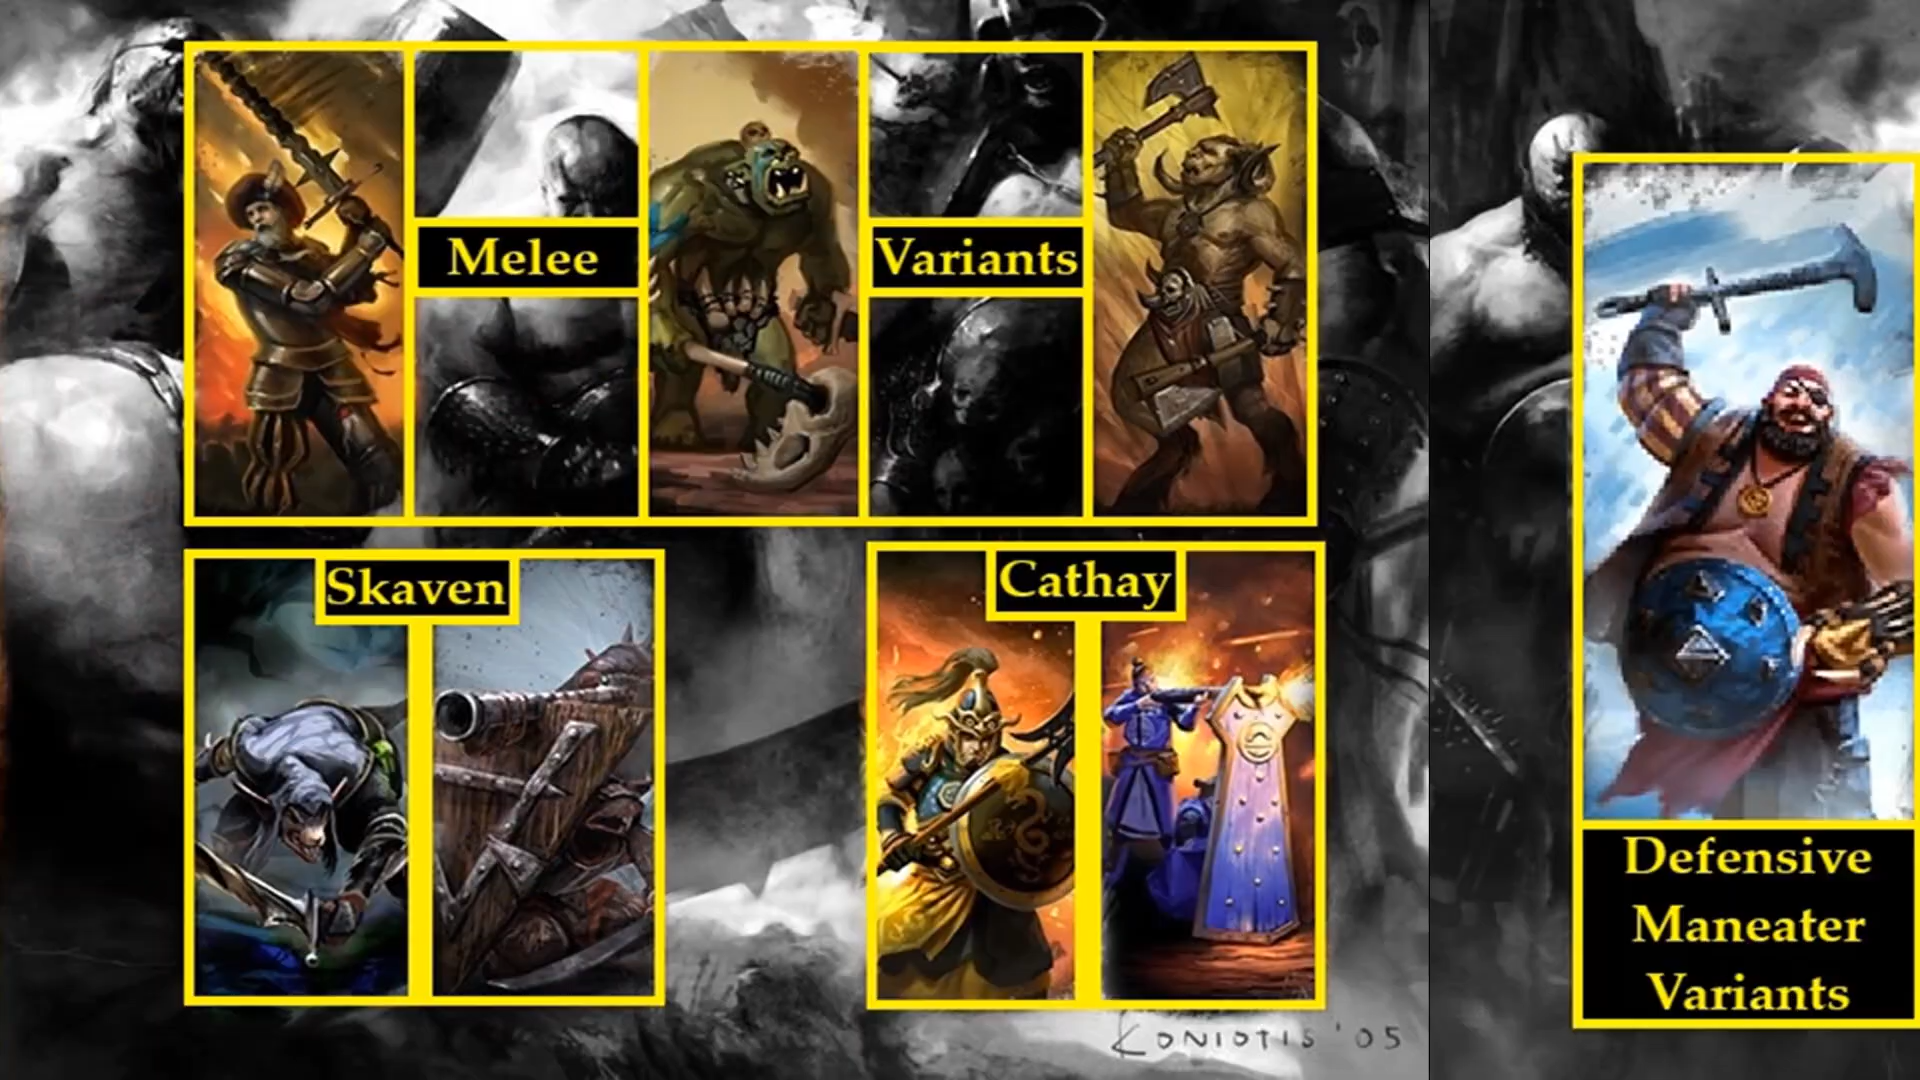 Melee
Variants
Skaven
Cathay
Defensive
Maneater
Variants
KONIOTIS '05